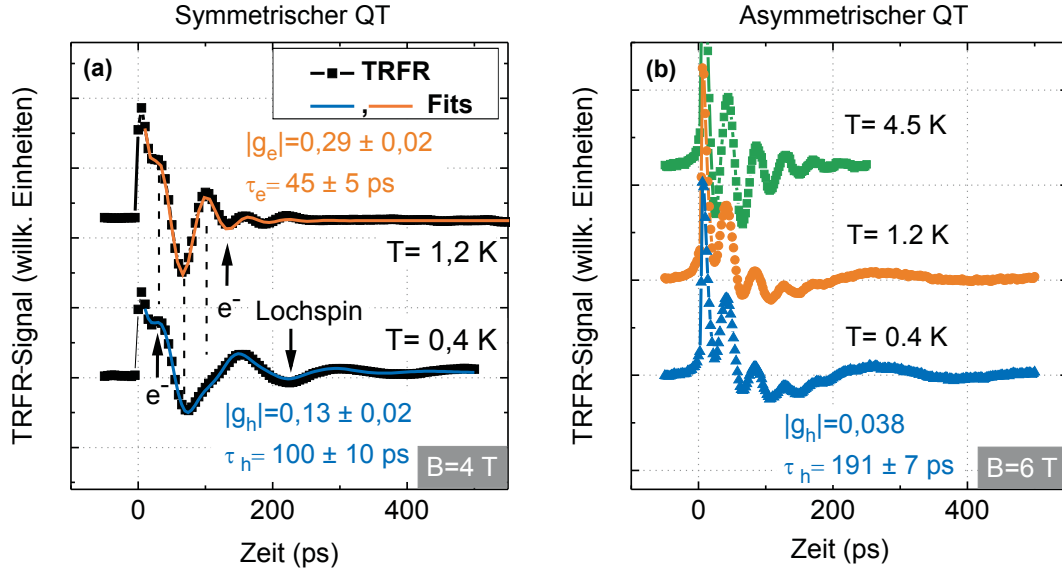 Symmetrischer QT
Asymmetrischer QT
(a)
TRFR
, Fits
|gₑ|=0,29 ± 0,02
τₑ= 45 ± 5 ps
T= 1,2 K
e⁻
Lochspin
T= 0,4 K
e⁻
|gₕ|=0,13 ± 0,02
τ ₕ= 100 ± 10 ps
B=4 T
TRFR-Signal (willk. Einheiten)
0 200 400
Zeit (ps)
(b)
T= 4.5 K
T= 1.2 K
T= 0.4 K
|gₕ|=0,038
τ ₕ= 191 ± 7 ps
B=6 T
TRFR-Signal (willk. Einheiten)
0 200 400
Zeit (ps)